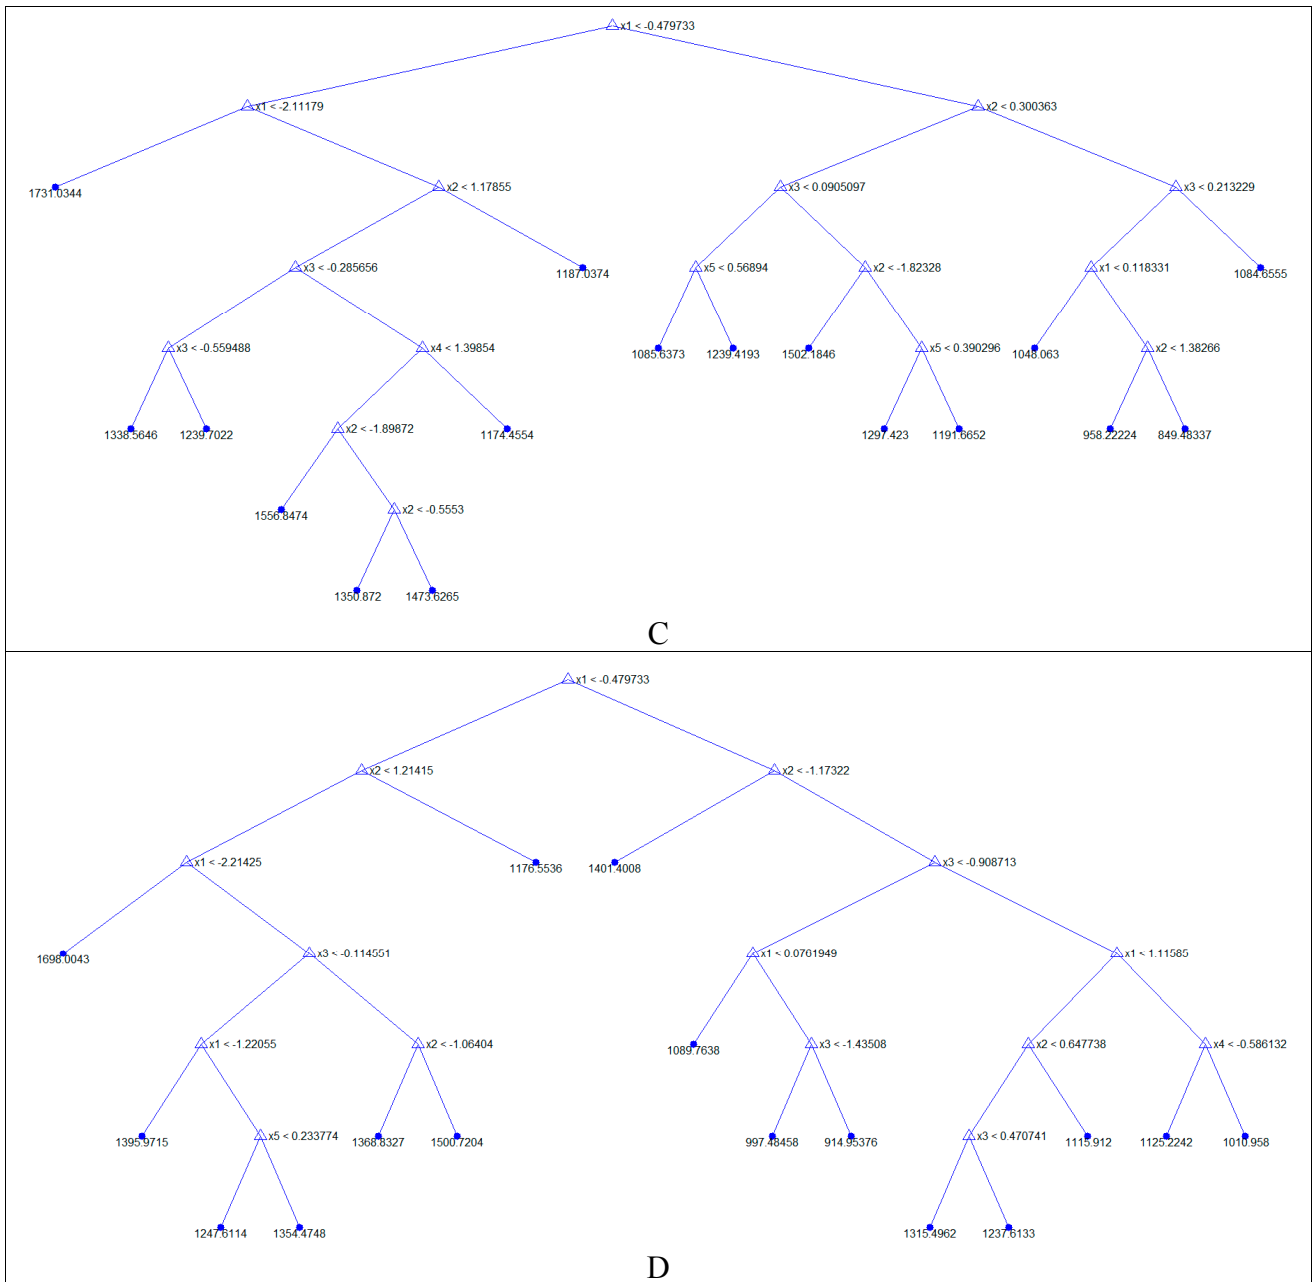 x1 < -0.479733
x1 < -2.11179
x2 < 0.300363
1731.0344
x2 < 1.17855
x3 < 0.0905097
x3 < 0.213229
x3 < -0.285656
1187.0374
x5 < 0.56894
x2 < -1.82328
x1 < 0.118331
1084.6555
x3 < -0.559488
x4 < 1.39854
1085.6373
1239.4193
1502.1846
x5 < 0.390296
1048.063
x2 < 1.38266
1338.5646
1239.7022
x2 < -1.89872
1174.4554
1297.423
1191.6652
958.22224
849.48337
1556.8474
x2 < -0.5553
1350.872
1473.6265
C
x1 < -0.479733
x2 < 1.21415
x2 < -1.17322
x1 < -2.21425
1176.5536
1401.4008
x3 < -0.908713
1698.0043
x3 < -0.114551
x1 < 0.0761949
x1 < 1.11585
x1 < -1.22055
x2 < -1.06404
1089.7638
x3 < -1.43508
x2 < 0.647738
x4 < -0.586132
1395.9715
x5 < 0.233774
1368.8327
1500.7204
997.48458
914.95376
x3 < 0.470741
1115.912
1125.2242
1010.958
1247.6114
1354.4748
1315.4962
1237.6133
D